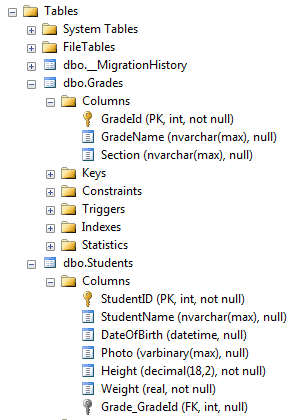 Tables
System Tables
FileTables
dbo.__MigrationHistory
dbo.Grades
Columns
GradeId (PK, int, not null)
GradeName (nvarchar(max), null)
Section (nvarchar(max), null)
Keys
Constraints
Triggers
Indexes
Statistics
dbo.Students
Columns
StudentID (PK, int, not null)
StudentName (nvarchar(max), null)
DateOfBirth (datetime, null)
Photo (varbinary(max), null)
Height (decimal(18,2), not null)
Weight (real, not null)
Grade_GradeId (FK, int, null)